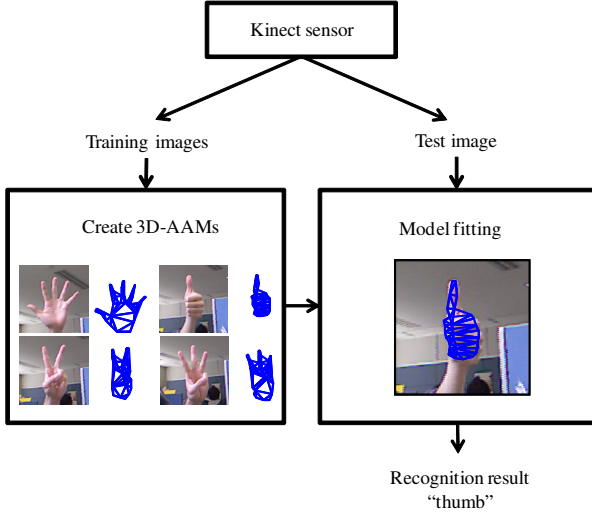 Kinect sensor
Training images
Test image
Create 3D-AAMs
Model fitting
Recognition result
“thumb”